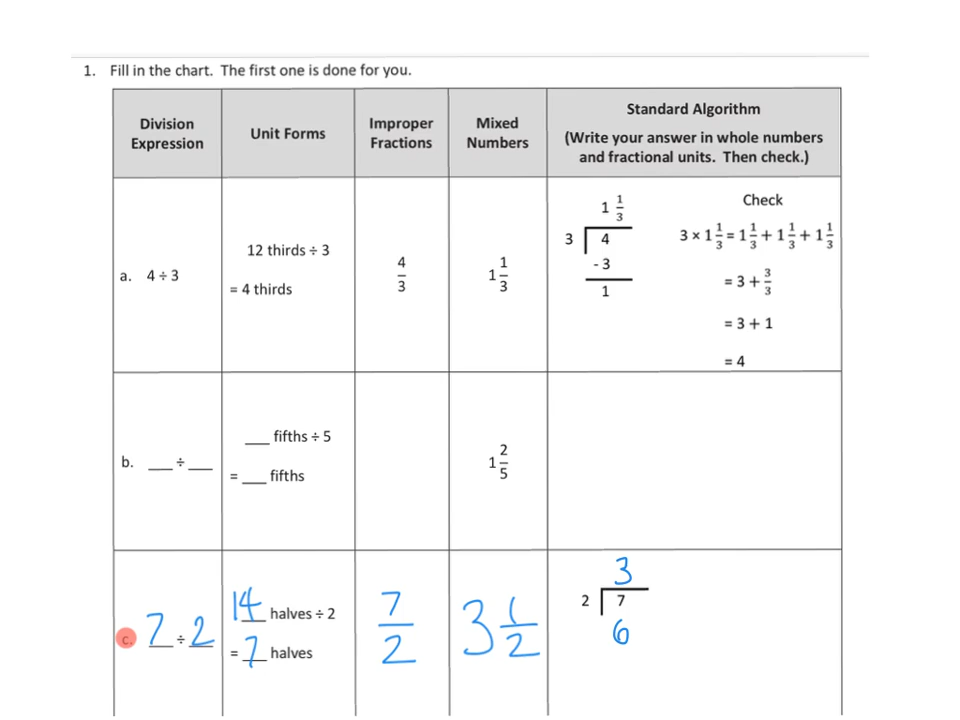 1. Fill in the chart. The first one is done for you.
Division Expression
Unit Forms
Improper Fractions
Mixed Numbers
Standard Algorithm
(Write your answer in whole numbers
and fractional units. Then check.)
a. 4 ÷ 3
12 thirds ÷ 3
= 4 thirds
4/3
1 1/3
1 1/3
3 4
- 3
1
Check
3 × 1 1/3 = 1 1/3 + 1 1/3 + 1 1/3
= 3 + 3/3
= 3 + 1
= 4
b. __ ÷ __
___ fifths ÷ 5
= ___ fifths
1 2/5
c. 7 ÷ 2
14 halves ÷ 2
= 7 halves
7/2
3 1/2
3
2 7
6